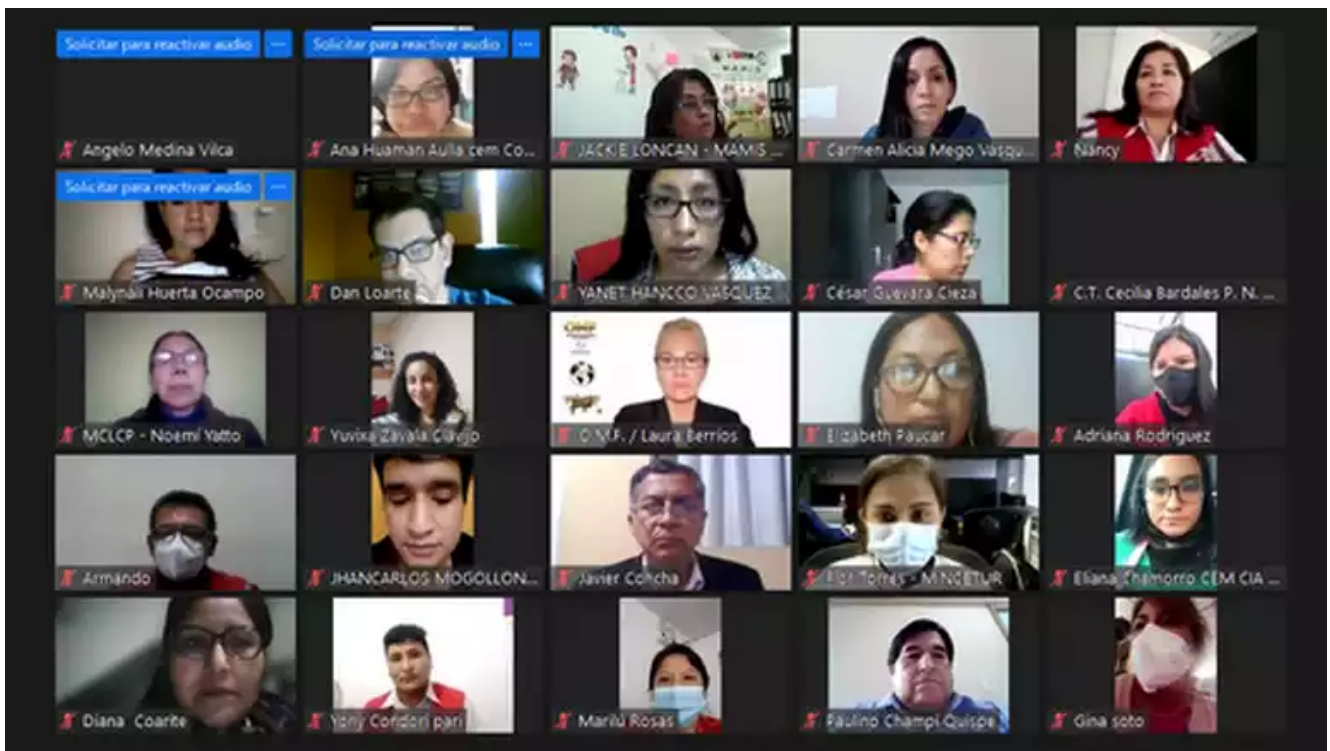 Solicitar para reactivar audio ...
Solicitar para reactivar audio ...
Angelo Medina Vilca
Ana Huaman Aulla cem Co...
JACKIE LONCAN - MAMIS ...
Carmen Alicia Mego Vasqu...
Nancy
Solicitar para reactivar audio ...
Malynali Huerta Ocampo
Dan Loarte
YANET HANCCO VASQUEZ
César Guevara Cieza
C.T. Cecilia Bardales P. N. ...
MCLCP - Noemí Yatto
Yuvixa Zavala Clavijo
O.M.F. / Laura Berrios
Elizabeth Paucar
Adriana Rodriguez
Armando
JHANCARLOS MOGOLLON...
Javier Concha
Flor Torres - MINCETUR
Eliana Chamorro CEM CIA ...
Diana Coarite
Yony Condori pari
Marilú Rosas
Paulino Champi Quispe
Gina soto